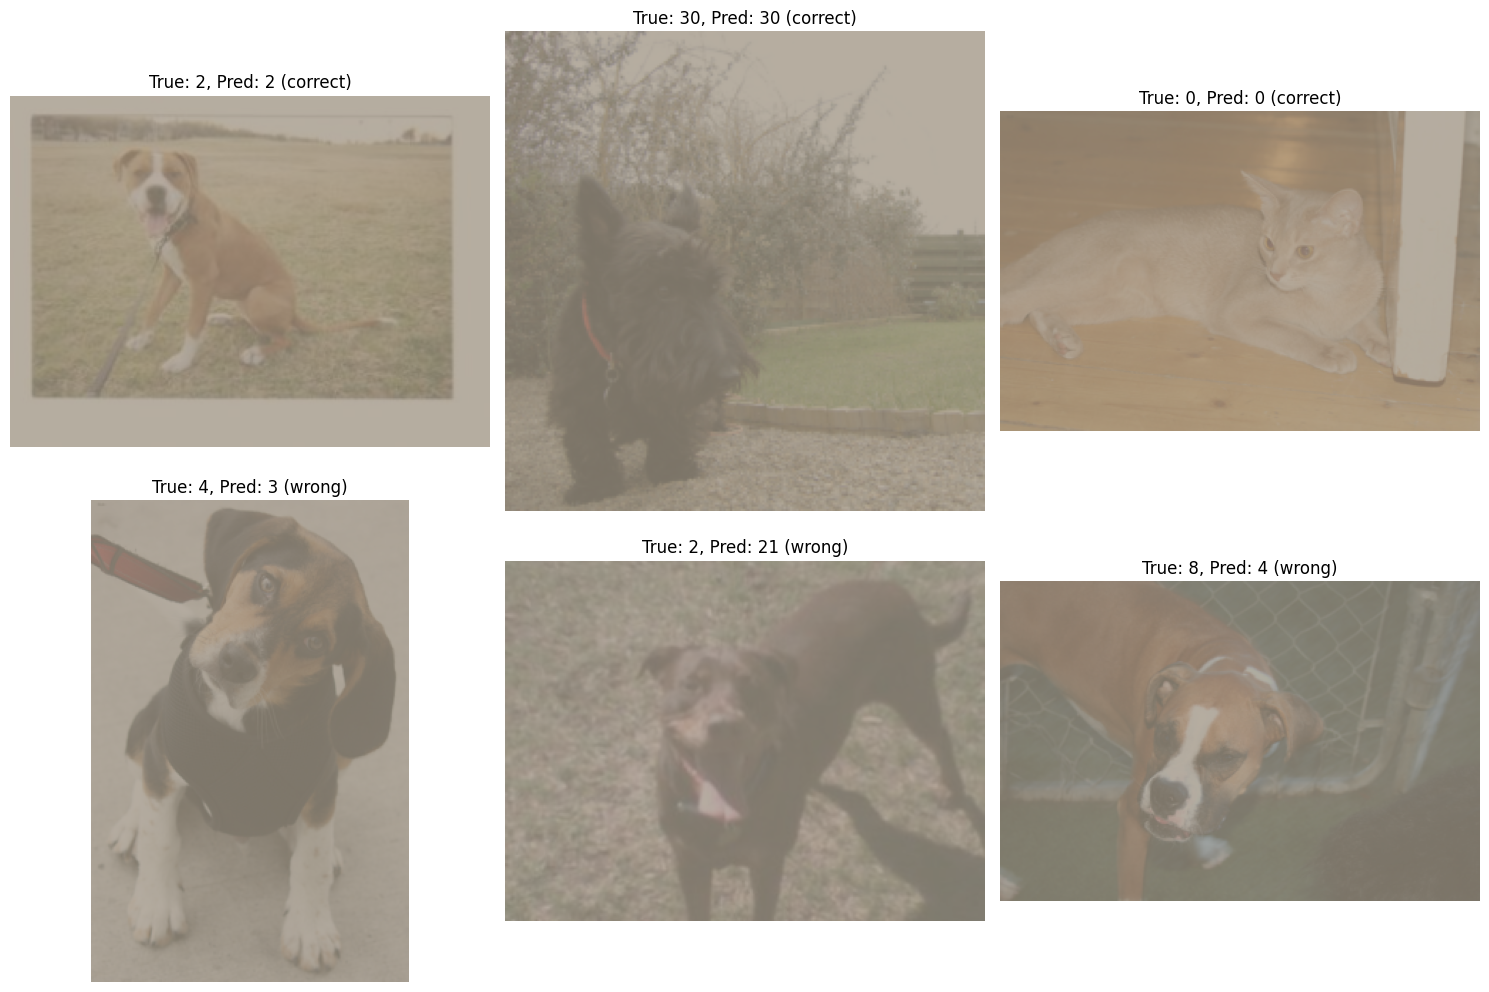 True: 2, Pred: 2 (correct)
True: 30, Pred: 30 (correct)
True: 0, Pred: 0 (correct)
True: 4, Pred: 3 (wrong)
True: 2, Pred: 21 (wrong)
True: 8, Pred: 4 (wrong)